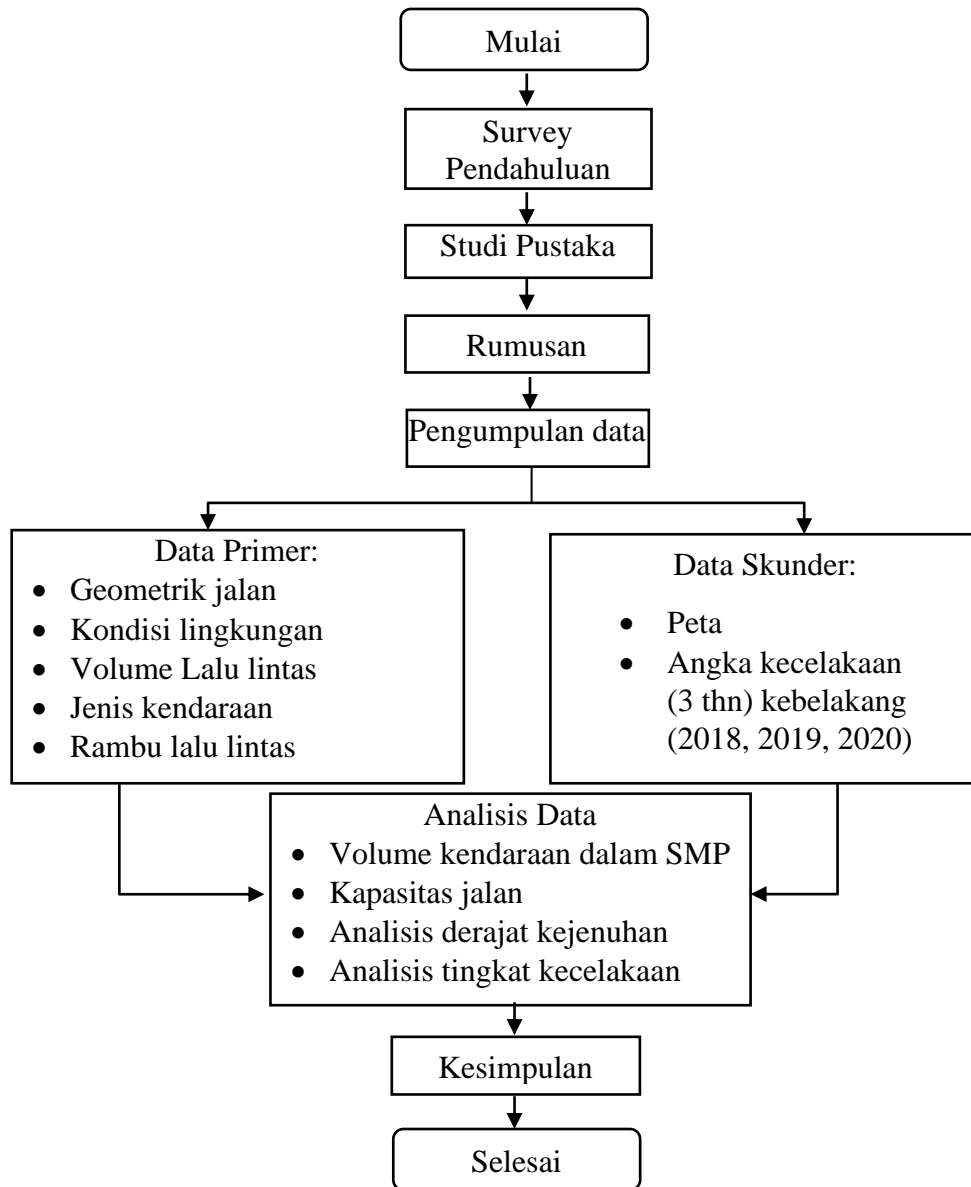 Mulai
Survey
Pendahuluan
Studi Pustaka
Rumusan
Pengumpulan data
Data Primer:
• Geometrik jalan
• Kondisi lingkungan
• Volume Lalu lintas
• Jenis kendaraan
• Rambu lalu lintas
Data Skunder:
• Peta
• Angka kecelakaan
(3 thn) kebelakang
(2018, 2019, 2020)
Analisis Data
• Volume kendaraan dalam SMP
• Kapasitas jalan
• Analisis derajat kejenuhan
• Analisis tingkat kecelakaan
Kesimpulan
Selesai